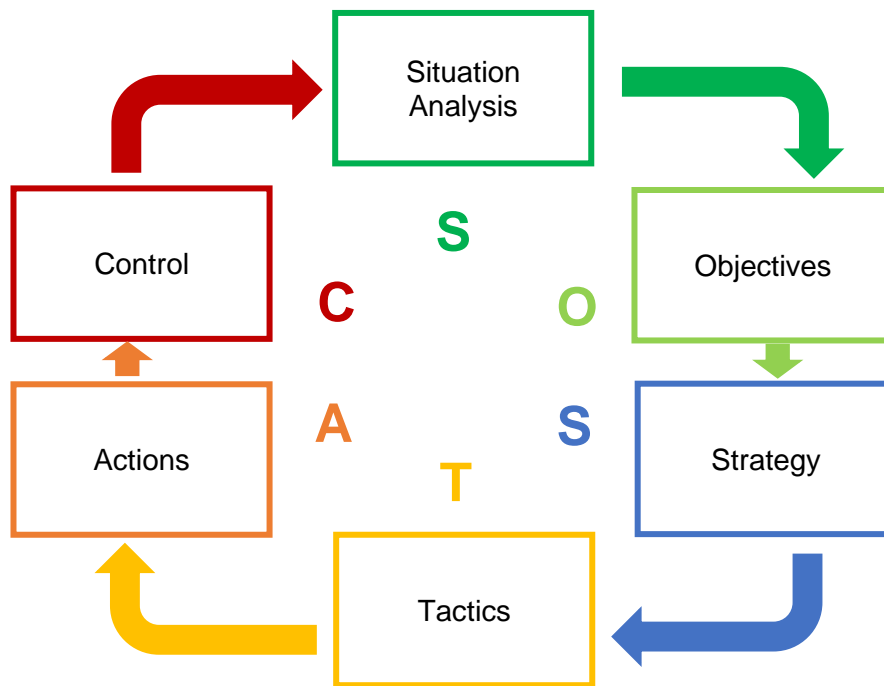 Situation
Analysis
Control
S
Objectives
C
O
Actions
A
S
Strategy
T
Tactics